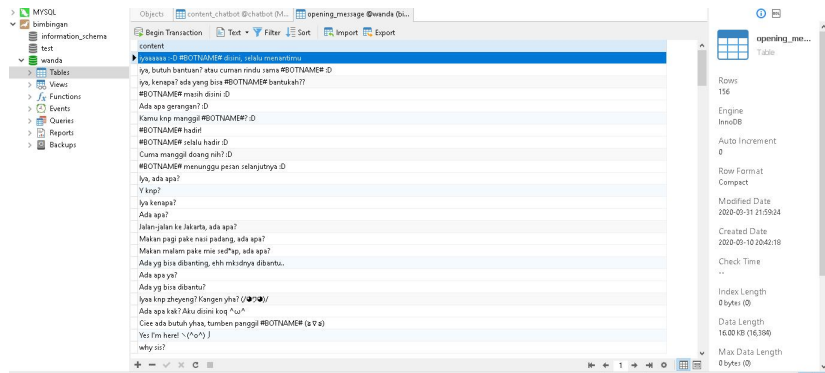 MYSQL
bimbingan
information_schema
test
wanda
Tables
Views
Functions
Events
Queries
Reports
Backups
Objects content_chatbot @chatbot (M... opening_message @wanda (bi...
Begin Transaction Text Filter Sort Import Export
content
iyaaaaaa :-D #BOTNAME# disini, selalu menantimu
iya, butuh bantuan? atau cuman rindu sama #BOTNAME# :D
iya, kenapa? ada yang bisa #BOTNAME# bantukah??
#BOTNAME# masih disini :D
Ada apa gerangan? :D
Kamu knp manggil #BOTNAME#? :D
#BOTNAME# hadir!
#BOTNAME# selalu hadir :D
Cuma manggil doang nih? :D
#BOTNAME# menunggu pesan selanjutnya :D
Iya, ada apa?
Y knp?
Iya kenapa?
Ada apa?
Jalan-jalan ke Jakarta, ada apa?
Makan pagi pake nasi padang, ada apa?
Makan malam pake mie sed*ap, ada apa?
Ada yg bisa dibanting, ehh mksdnya dibantu..
Ada apa ya?
Ada yg bisa dibantu?
Iyaa knp zheyeng? Kangen yha? (/◕ヮ◕)/
Ada apa kak? Aku disini koq ^ω^
Ciee ada butuh yhaa, tumben panggil #BOTNAME# (≧∇≦)
Yes I'm here! ヽ(^o^)丿
why sis?
1
opening_me...
Table
Rows
156
Engine
InnoDB
Auto Increment
0
Row Format
Compact
Modified Date
2020-03-31 21:59:24
Created Date
2020-03-10 20:42:18
Check Time
--
Index Length
0 bytes (0)
Data Length
16.00 KB (16,384)
Max Data Length
0 bytes (0)